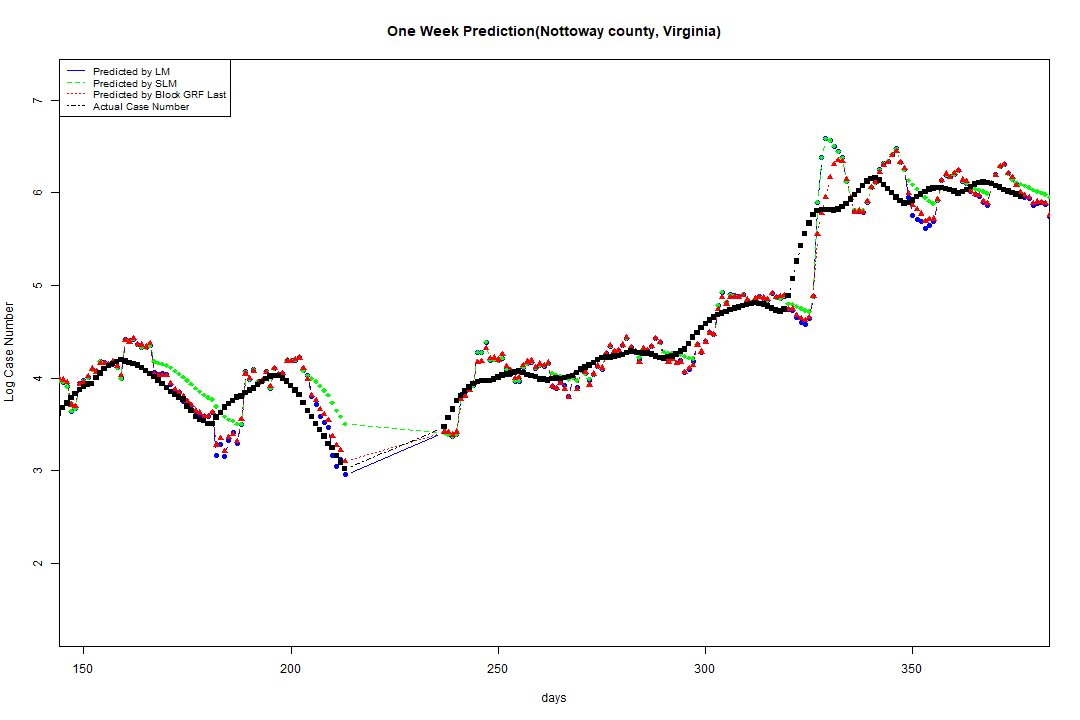 One Week Prediction(Nottoway county, Virginia)
Predicted by LM
Predicted by SLM
Predicted by Block GRF Last
Actual Case Number
7
6
5
4
3
2
Log Case Number
150
200
250
300
350
days